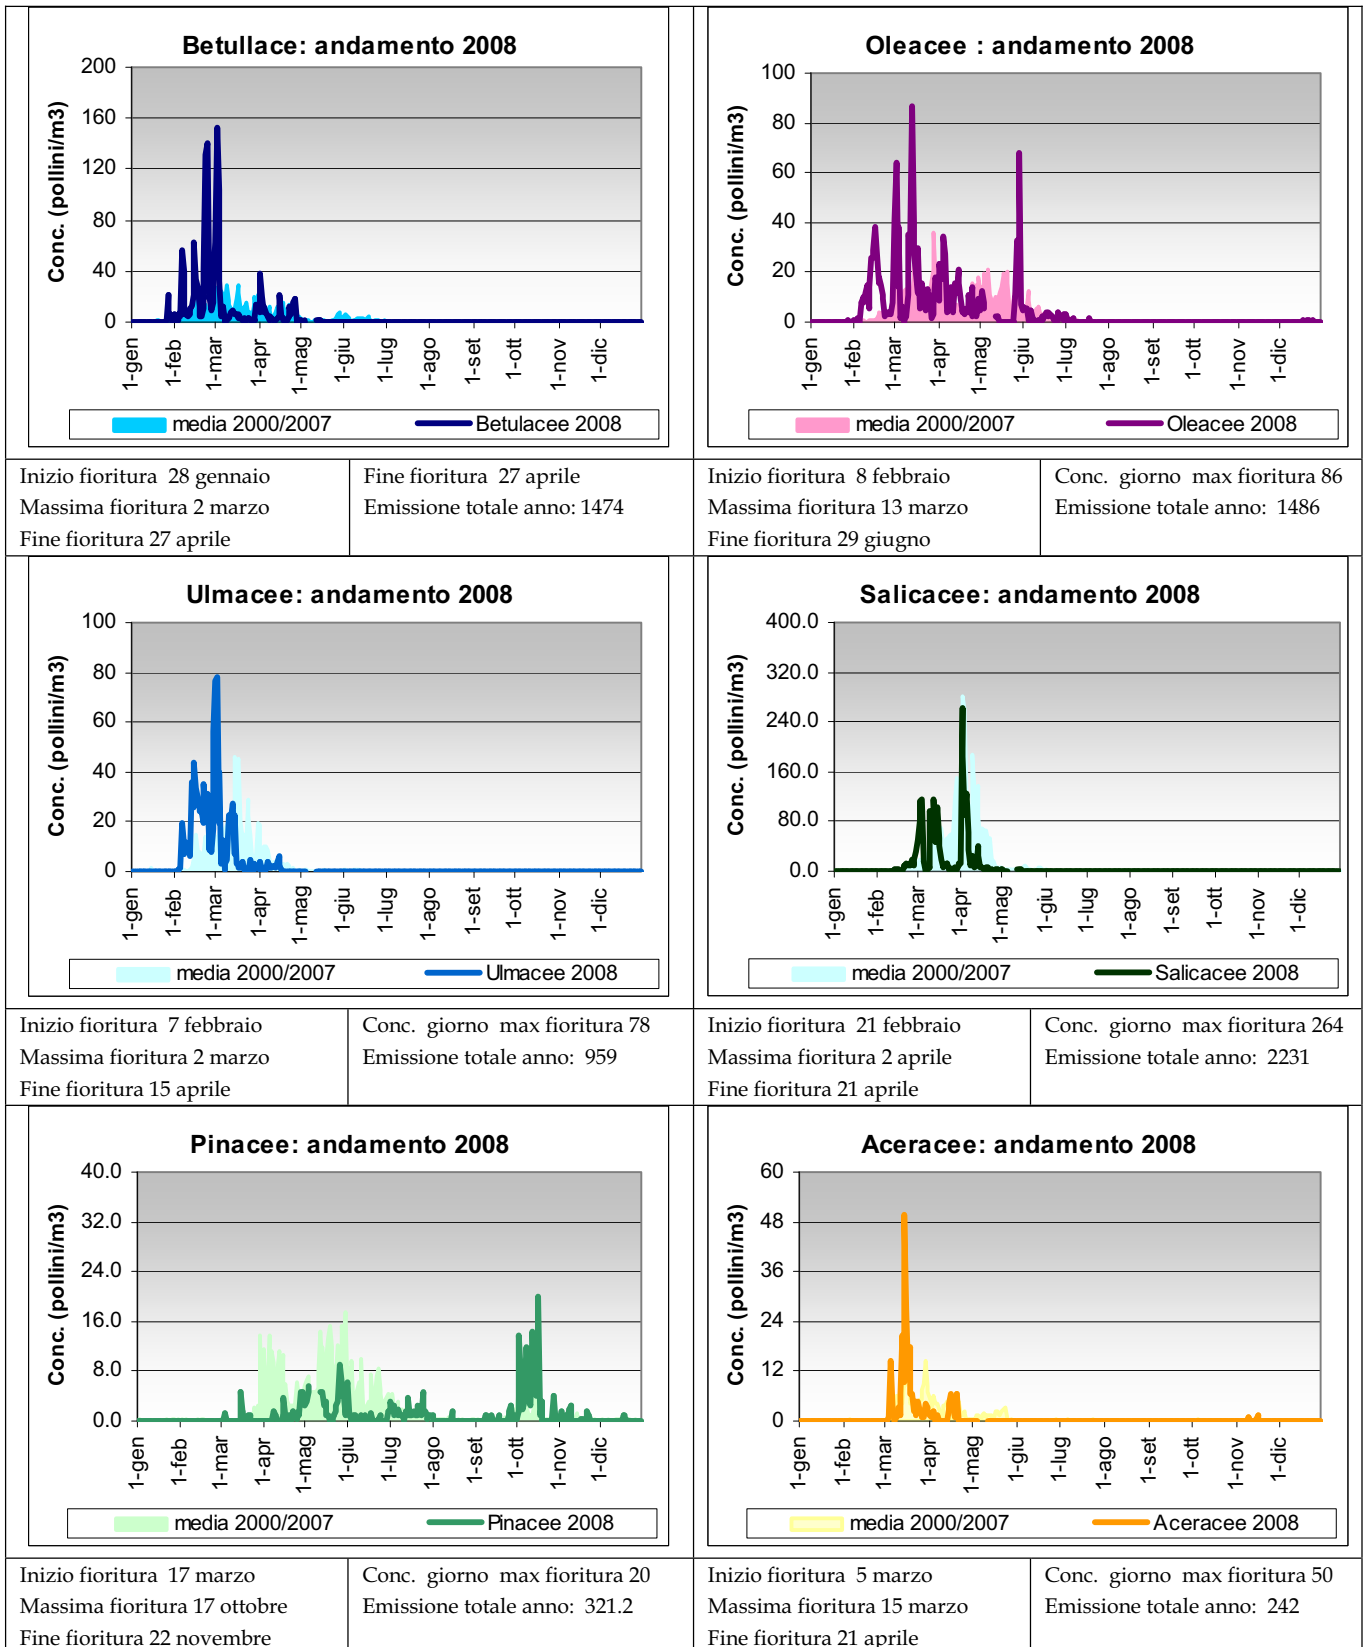 Betullace: andamento 2008
Conc. (pollini/m3)
200
160
120
80
40
0
1-gen 1-feb 1-mar 1-apr 1-mag 1-giu 1-lug 1-ago 1-set 1-ott 1-nov 1-dic
media 2000/2007 Betulacee 2008
Inizio fioritura 28 gennaio
Massima fioritura 2 marzo
Fine fioritura 27 aprile
Fine fioritura 27 aprile
Emissione totale anno: 1474
Oleacee : andamento 2008
Conc. (pollini/m3)
100
80
60
40
20
0
1-gen 1-feb 1-mar 1-apr 1-mag 1-giu 1-lug 1-ago 1-set 1-ott 1-nov 1-dic
media 2000/2007 Oleacee 2008
Inizio fioritura 8 febbraio
Massima fioritura 13 marzo
Fine fioritura 29 giugno
Conc. giorno max fioritura 86
Emissione totale anno: 1486
Ulmacee: andamento 2008
Conc. (pollini/m3)
100
80
60
40
20
0
1-gen 1-feb 1-mar 1-apr 1-mag 1-giu 1-lug 1-ago 1-set 1-ott 1-nov 1-dic
media 2000/2007 Ulmacee 2008
Inizio fioritura 7 febbraio
Massima fioritura 2 marzo
Fine fioritura 15 aprile
Conc. giorno max fioritura 78
Emissione totale anno: 959
Salicacee: andamento 2008
Conc. (pollini/m3)
400.0
320.0
240.0
160.0
80.0
0.0
1-gen 1-feb 1-mar 1-apr 1-mag 1-giu 1-lug 1-ago 1-set 1-ott 1-nov 1-dic
media 2000/2007 Salicacee 2008
Inizio fioritura 21 febbraio
Massima fioritura 2 aprile
Fine fioritura 21 aprile
Conc. giorno max fioritura 264
Emissione totale anno: 2231
Pinacee: andamento 2008
Conc. (pollini/m3)
40.0
32.0
24.0
16.0
8.0
0.0
1-gen 1-feb 1-mar 1-apr 1-mag 1-giu 1-lug 1-ago 1-set 1-ott 1-nov 1-dic
media 2000/2007 Pinacee 2008
Inizio fioritura 17 marzo
Massima fioritura 17 ottobre
Fine fioritura 22 novembre
Conc. giorno max fioritura 20
Emissione totale anno: 321.2
Aceracee: andamento 2008
Conc. (pollini/m3)
60
48
36
24
12
0
1-gen 1-feb 1-mar 1-apr 1-mag 1-giu 1-lug 1-ago 1-set 1-ott 1-nov 1-dic
media 2000/2007 Aceracee 2008
Inizio fioritura 5 marzo
Massima fioritura 15 marzo
Fine fioritura 21 aprile
Conc. giorno max fioritura 50
Emissione totale anno: 242